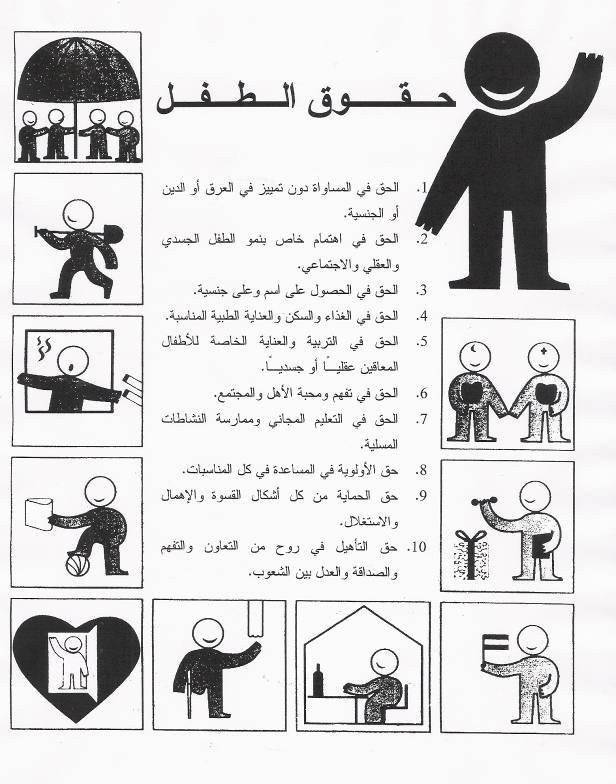 حقوق الطفل
1. الحق في المساواة دون تمييز في العرق أو الدين
أو الجنسية.
2. الحق في اهتمام خاص بنمو الطفل الجسدي
والعقلي والاجتماعي.
3. الحق في الحصول على اسم وعلى جنسية.
4. الحق في الغذاء والسكن والعناية الطبية المناسبة.
5. الحق في التربية والعناية الخاصة للأطفال
المعاقين عقليــًا أو جسديــًا.
6. الحق في تفهم ومحبة الأهل والمجتمع.
7. الحق في التعليم المجاني وممارسة النشاطات
المسلية.
8. حق الأولوية في المساعدة في كل المناسبات.
9. حق الحماية من كل أشكال القسوة والإهمال
والاستغلال.
10. حق التأهيل في روح من التعاون والتفهم
والصداقة والعدل بين الشعوب.